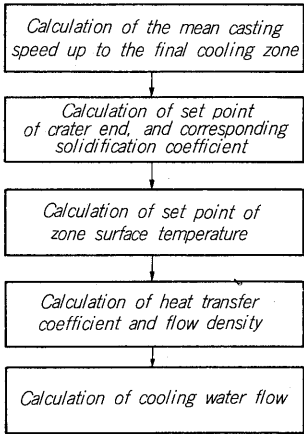 Calculation of the mean casting
speed up to the final cooling zone
Calculation of set point
of crater end, and corresponding
solidification coefficient
Calculation of set point of
zone surface temperature
Calculation of heat transfer
coefficient and flow density
Calculation of cooling water flow